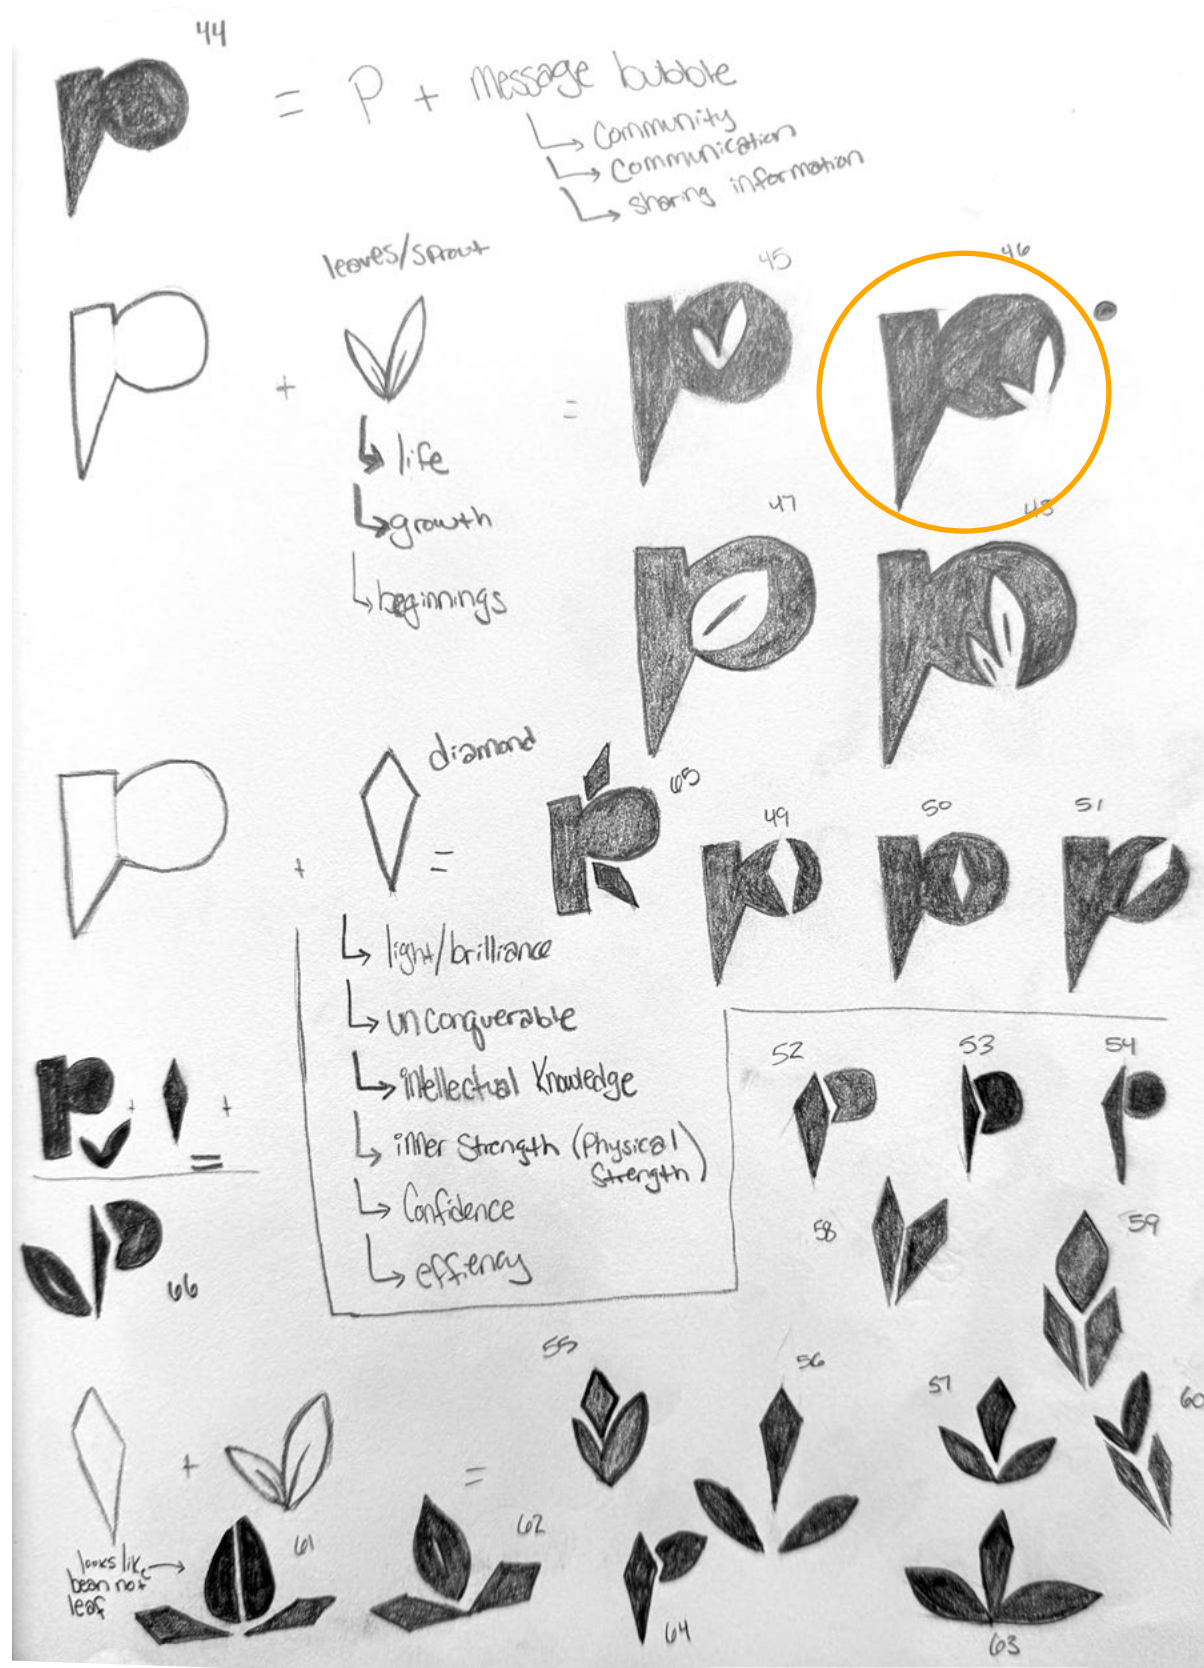 44
= P + Message bubble
↳ Community
↳ Communication
↳ sharing information
leaves/sprout
45
46
+
=
↳ life
↳ growth
↳ beginnings
47
48
diamond
65
49
50
51
+
=
↳ light/brilliance
↳ unconquerable
↳ intellectual Knowledge
↳ inner Strength (Physical Strength)
↳ Confidence
↳ effiency
52
53
54
+
+
=
58
59
66
55
56
57
60
+
=
looks like
bean not
leaf
61
62
64
63